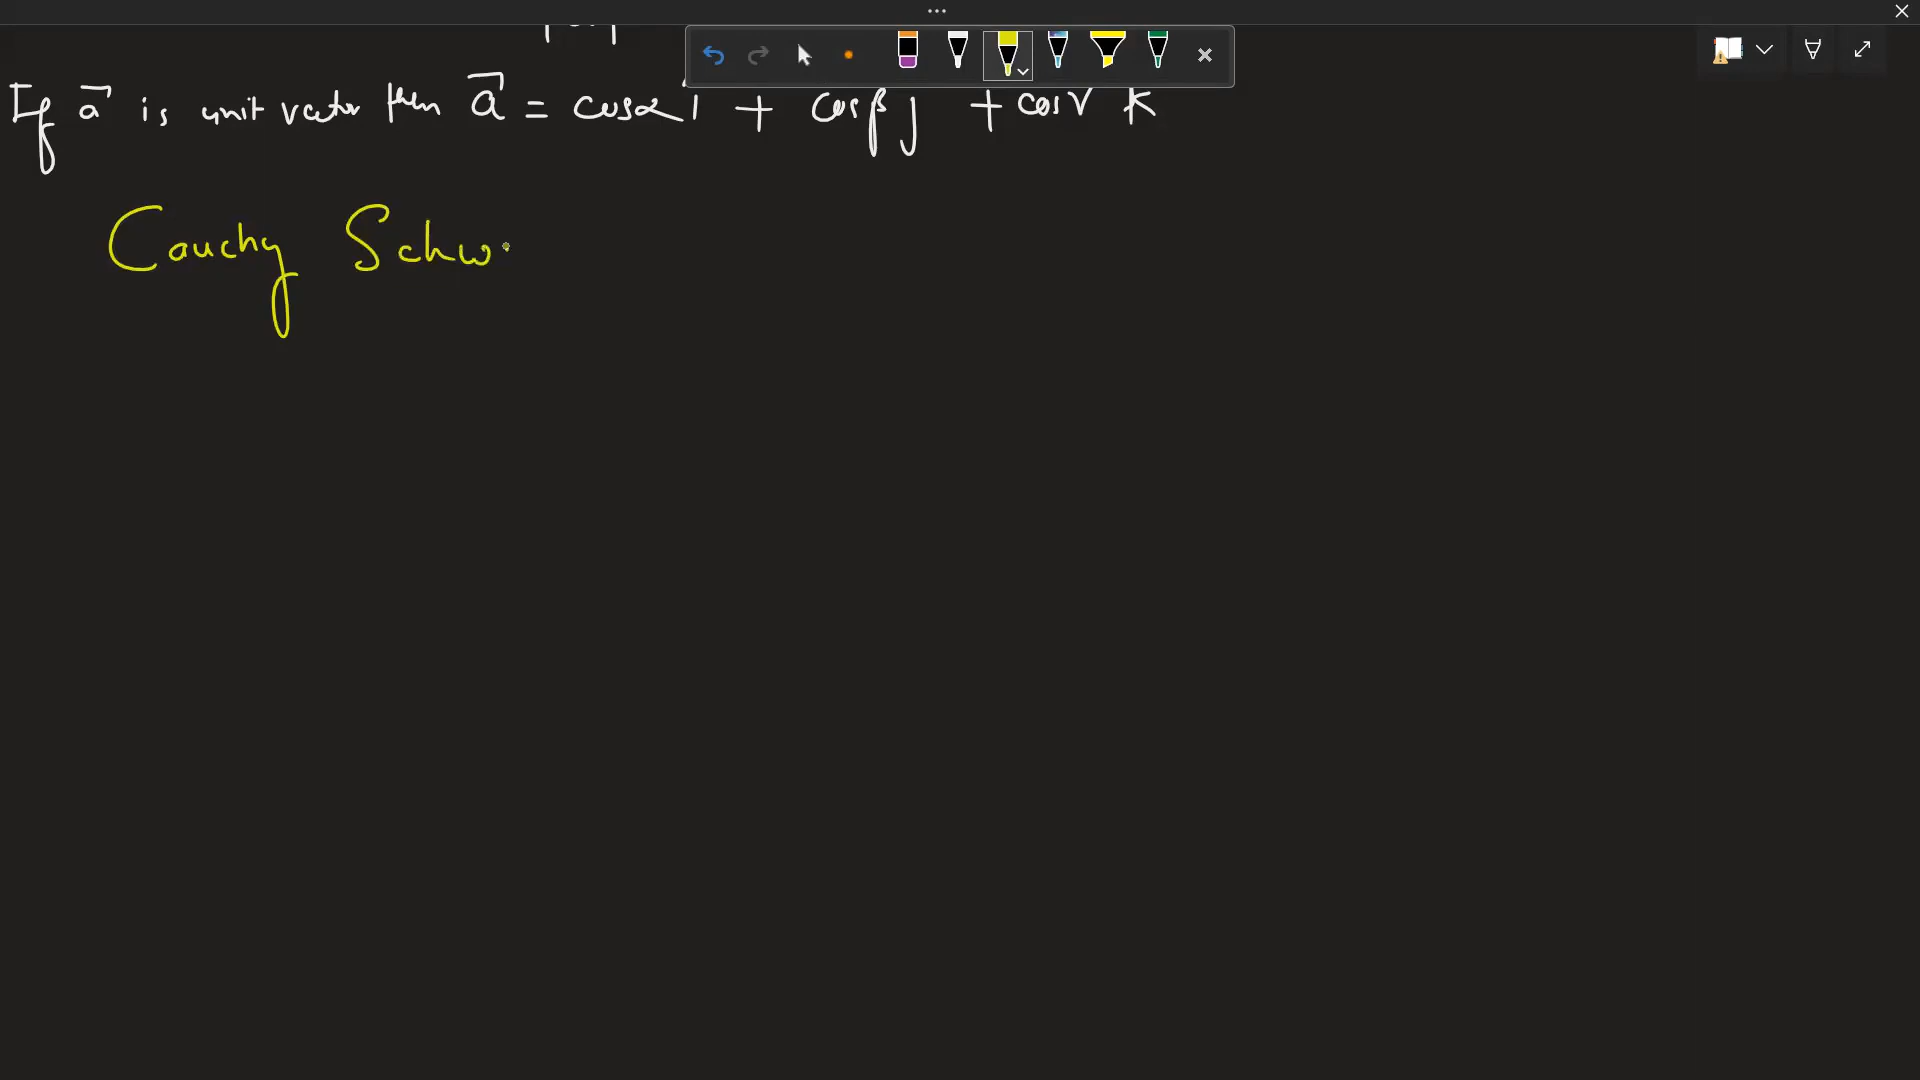 If a⃗ is unit vector then a⃗ = cosα i + cosβ j + cosγ k
Cauchy Schw